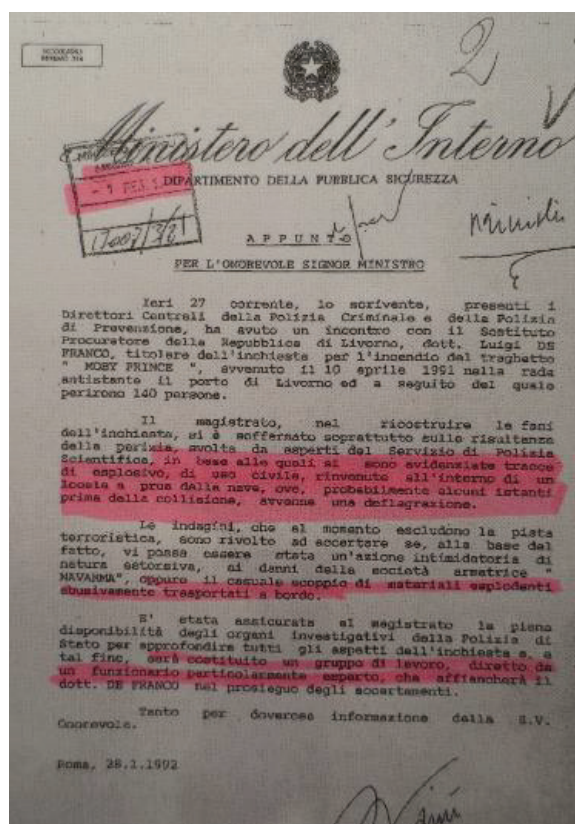 2
Ministero dell'Interno
DIPARTIMENTO DELLA PUBBLICA SICUREZZA
APPUNTO
PER L'ONOREVOLE SIGNOR MINISTRO
Ieri 27 corrente, lo scrivente, presenti i
Direttori Centrali della Polizia Criminale e della Polizia
di Prevenzione, ha avuto un incontro con il Sostituto
Procuratore della Repubblica di Livorno, dott. Luigi DE
FRANCO, titolare dell'inchiesta per l'incendio del traghetto
" MOBY PRINCE ", avvenuto il 10 aprile 1991 nella rada
antistante il porto di Livorno ed a seguito del quale
perirono 140 persone.
Il magistrato, nel ricostruire le fasi
dell'inchiesta, si è soffermato soprattutto sulle risultanze
della perizia, svolta da esperti del Servizio di Polizia
Scientifica, in base alle quali si sono evidenziate tracce
di esplosivo, di uso civile, rinvenute all'interno di un
locale a prua della nave, ove, probabilmente alcuni istanti
prima della collisione, avvenne una deflagrazione.
Le indagini, che al momento escludono la pista
terroristica, sono rivolte ad accertare se, alla base del
fatto, vi possa essere stata un'azione intimidatoria di
natura estorsiva, ai danni della società armatrice "
NAVARMA", oppure il casuale scoppio di materiali esplodenti
abusivamente trasportati a bordo.
E' stata assicurata al magistrato la piena
disponibilità degli organi investigativi della Polizia di
Stato per approfondire tutti gli aspetti dell'inchiesta e, a
tal fine, sarà costituito un gruppo di lavoro, diretto da
un funzionario particolarmente esperto, che affiancherà il
dott. DE FRANCO nel prosieguo degli accertamenti.
Tanto per doverosa informazione della S.V.
Onorevole.
Roma, 28.1.1992